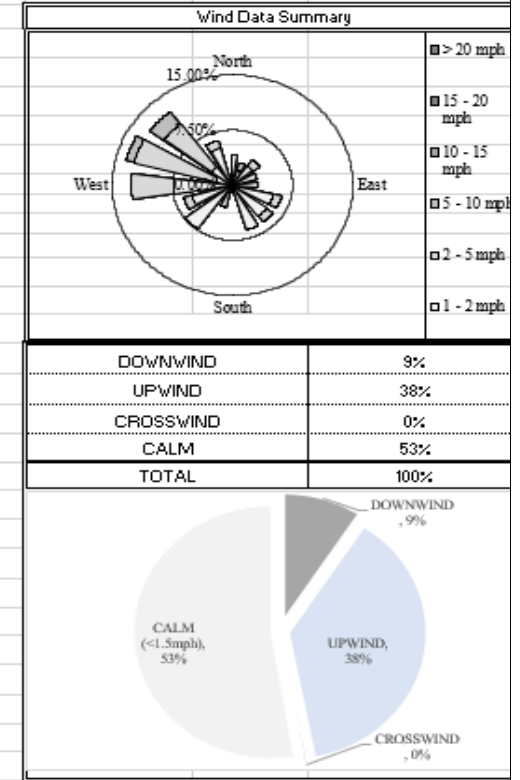 Wind Data Summary
North
15.00%
7.50%
0.00%
West
East
South
> 20 mph
15 - 20
mph
10 - 15
mph
5 - 10 mph
2 - 5 mph
1 - 2 mph
DOWNWIND 9%
UPWIND 38%
CROSSWIND 0%
CALM 53%
TOTAL 100%
DOWNWIND
, 9%
CALM
(<1.5mph),
53%
UPWIND,
38%
CROSSWIND
, 0%